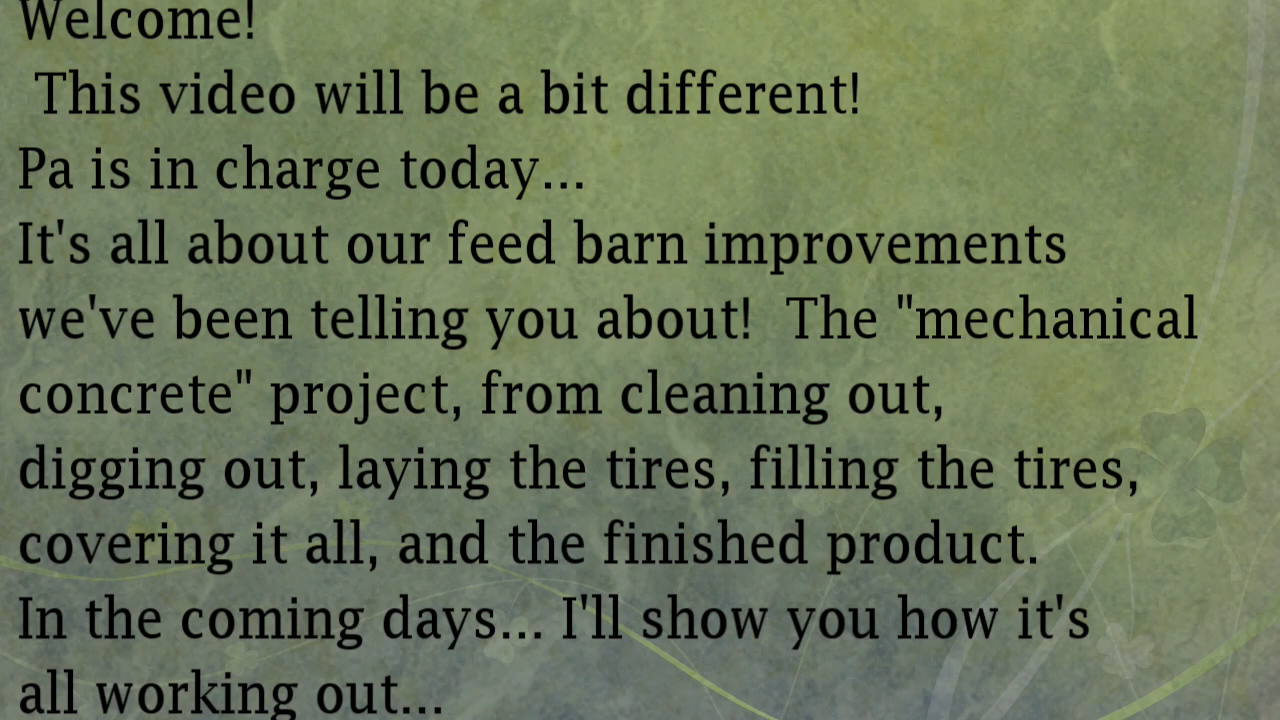 Welcome!
This video will be a bit different!
Pa is in charge today...
It's all about our feed barn improvements
we've been telling you about!  The "mechanical
concrete" project, from cleaning out,
digging out, laying the tires, filling the tires,
covering it all, and the finished product.
In the coming days... I'll show you how it's
all working out...